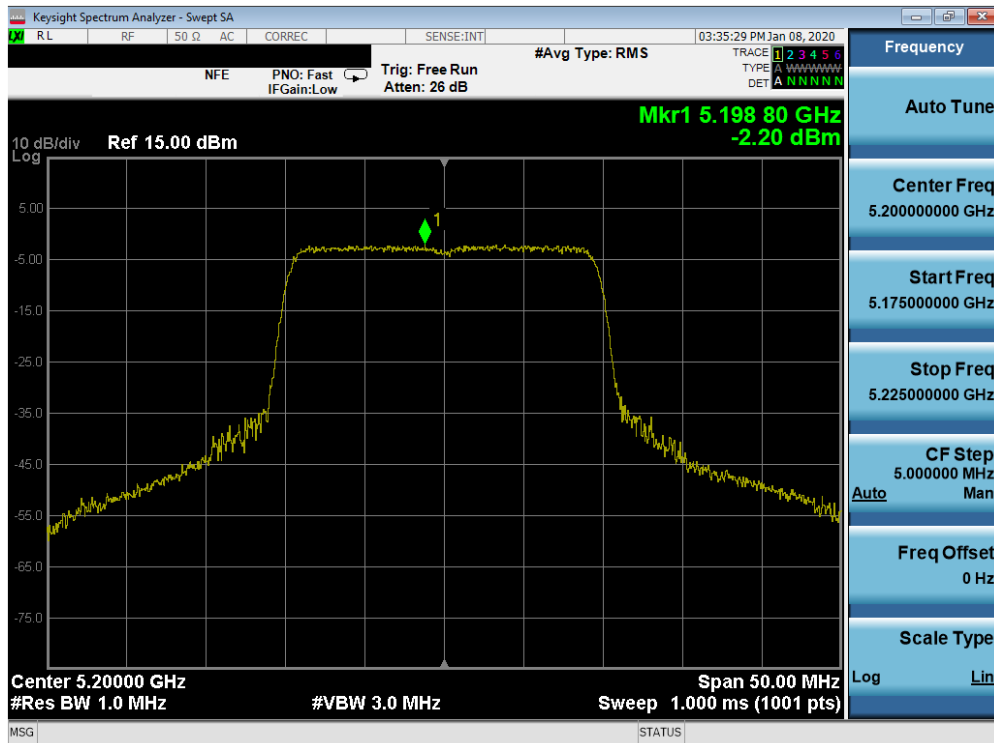 Keysight Spectrum Analyzer - Swept SA
LXI RL RF 50 Ω AC CORREC SENSE:INT 03:35:29 PM Jan 08, 2020
#Avg Type: RMS
TRACE 1 2 3 4 5 6
TYPE A WWWWW
DET A N N N N N
NFE
PNO: Fast
IFGain:Low
Trig: Free Run
Atten: 26 dB
Mkr1 5.198 80 GHz
-2.20 dBm
10 dB/div
Log
Ref 15.00 dBm
1
5.00
-5.00
-15.0
-25.0
-35.0
-45.0
-55.0
-65.0
-75.0
Center 5.20000 GHz
Span 50.00 MHz
#Res BW 1.0 MHz
#VBW 3.0 MHz
Sweep 1.000 ms (1001 pts)
MSG
STATUS
Frequency
Auto Tune
Center Freq
5.200000000 GHz
Start Freq
5.175000000 GHz
Stop Freq
5.225000000 GHz
CF Step
5.000000 MHz
Auto Man
Freq Offset
0 Hz
Scale Type
Log Lin